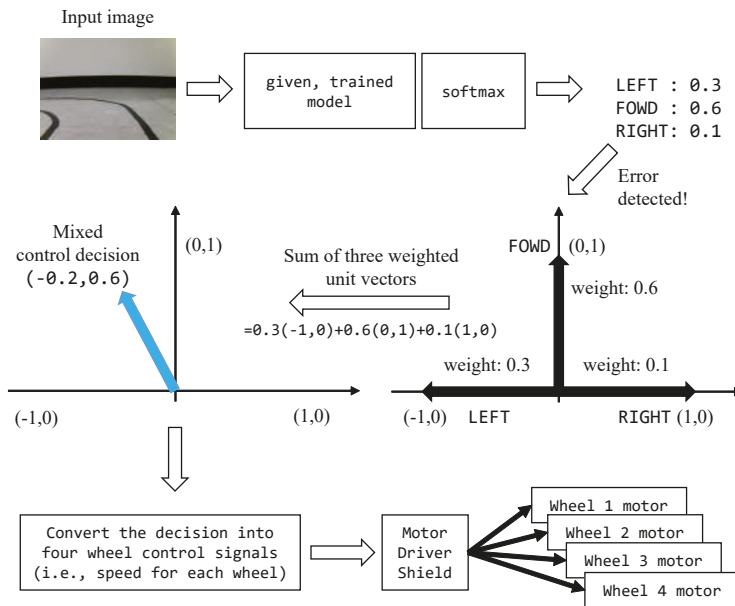 Input image
given, trained
model
softmax
LEFT : 0.3
FOWD : 0.6
RIGHT: 0.1
Error
detected!
FOWD
(0,1)
weight: 0.6
weight: 0.3
weight: 0.1
(-1,0)
LEFT
RIGHT
(1,0)
Sum of three weighted
unit vectors
=0.3(-1,0)+0.6(0,1)+0.1(1,0)
Mixed
control decision
(-0.2,0.6)
(0,1)
(-1,0)
(1,0)
Convert the decision into
four wheel control signals
(i.e., speed for each wheel)
Motor
Driver
Shield
Wheel 1 motor
Wheel 2 motor
Wheel 3 motor
Wheel 4 motor